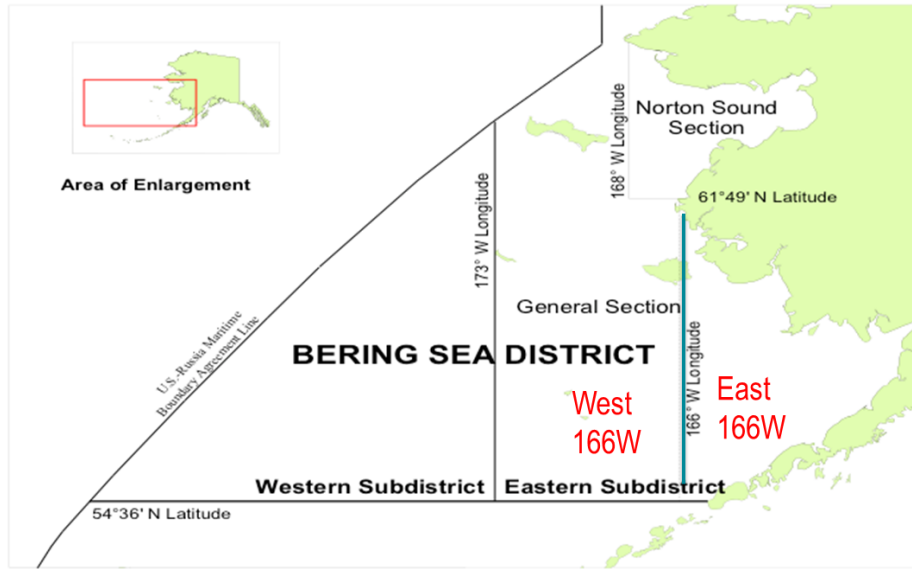 Area of Enlargement
Norton Sound
Section
168° W Longitude
61°49' N Latitude
173° W Longitude
General Section
U.S.-Russia Maritime
Boundary Agreement Line
BERING SEA DISTRICT
166° W Longitude
West
166W
East
166W
Western Subdistrict
Eastern Subdistrict
54°36' N Latitude